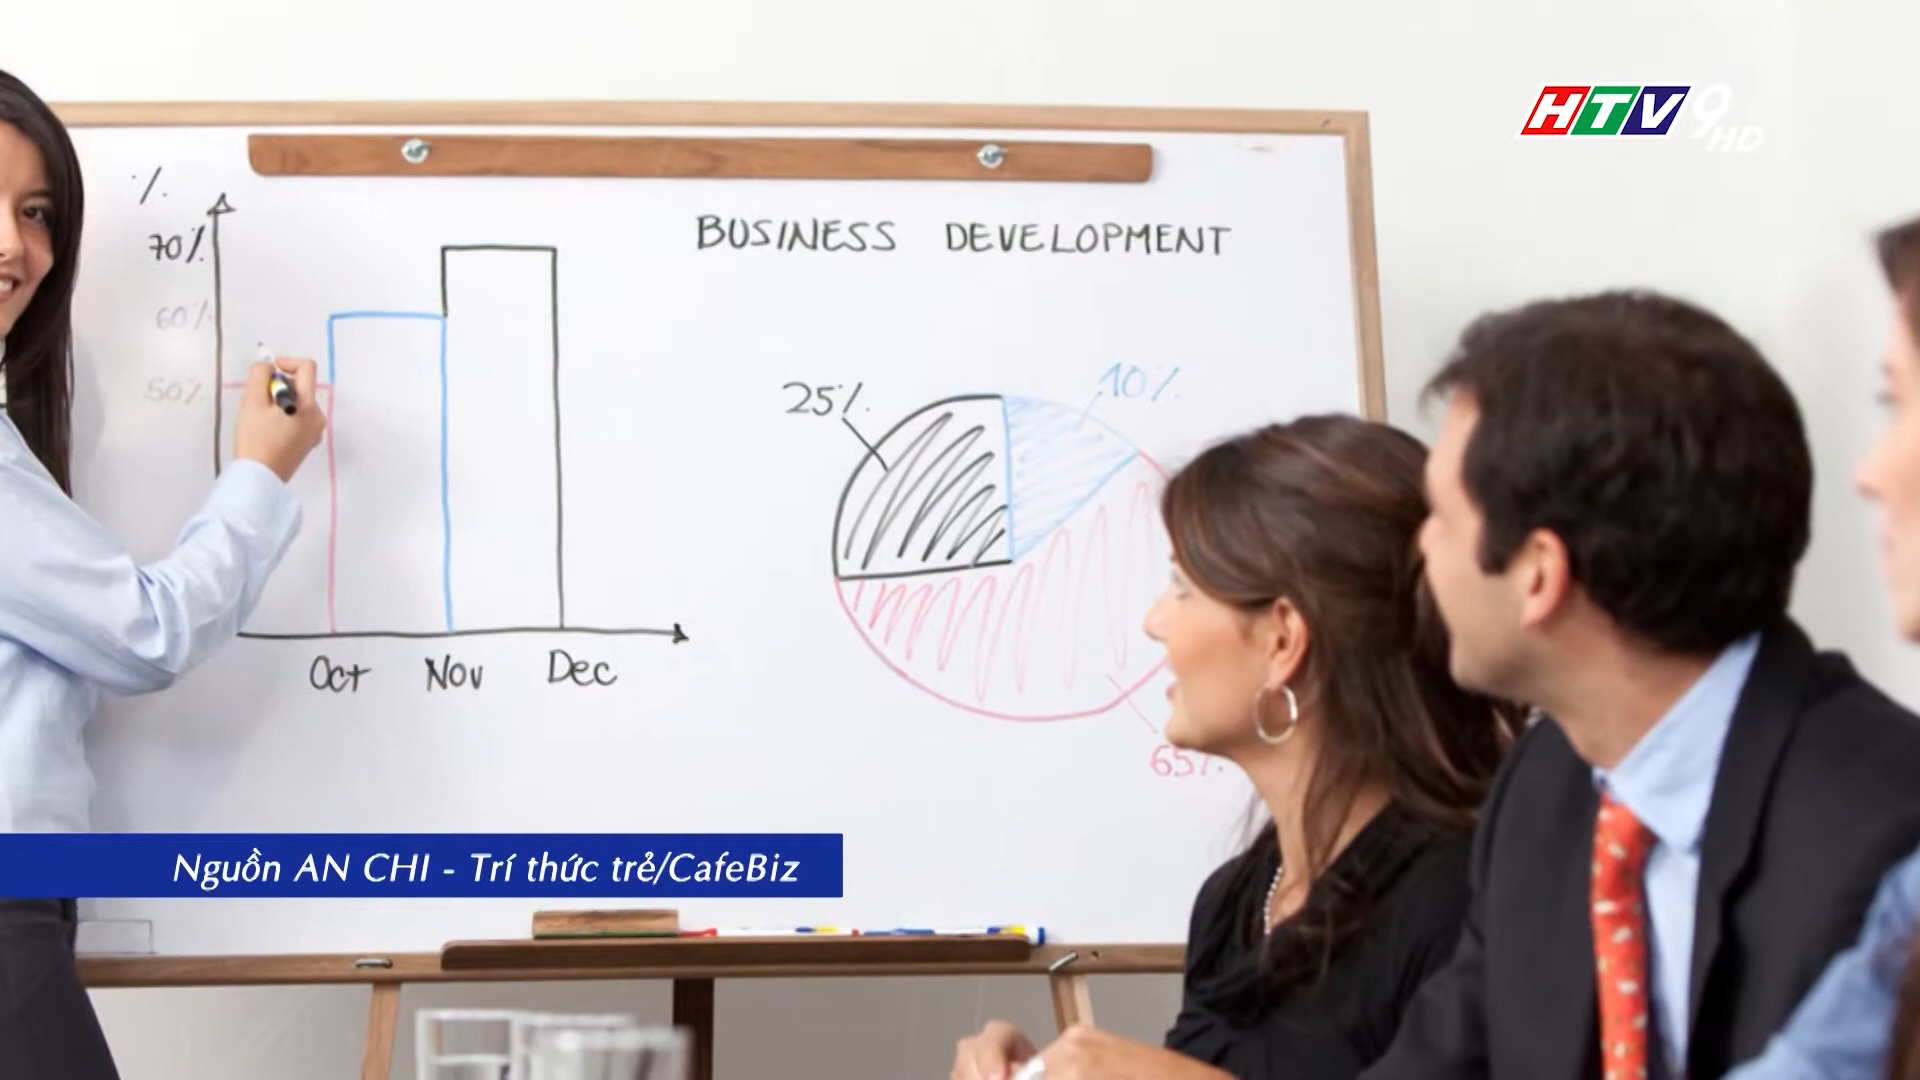 HTV9
HD
%
70%
60%
50%
Oct Nov Dec
BUSINESS DEVELOPMENT
25%
10%
65%
Nguồn AN CHI - Trí thức trẻ/CafeBiz